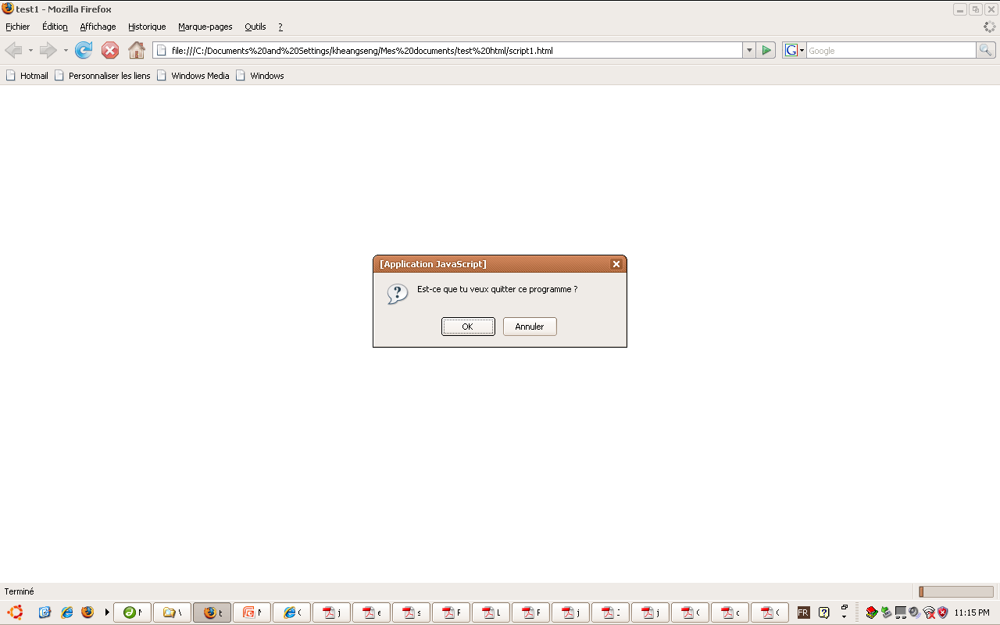 test1 - Mozilla Firefox
Fichier Édition Affichage Historique Marque-pages Outils ?
file:///C:/Documents%20and%20Settings/kheangseng/Mes%20documents/test%20html/script1.html
G Google
Hotmail Personnaliser les liens Windows Media Windows
[Application JavaScript]
Est-ce que tu veux quitter ce programme ?
OK Annuler
Terminé
t j e s F L F j c FR 11:15 PM